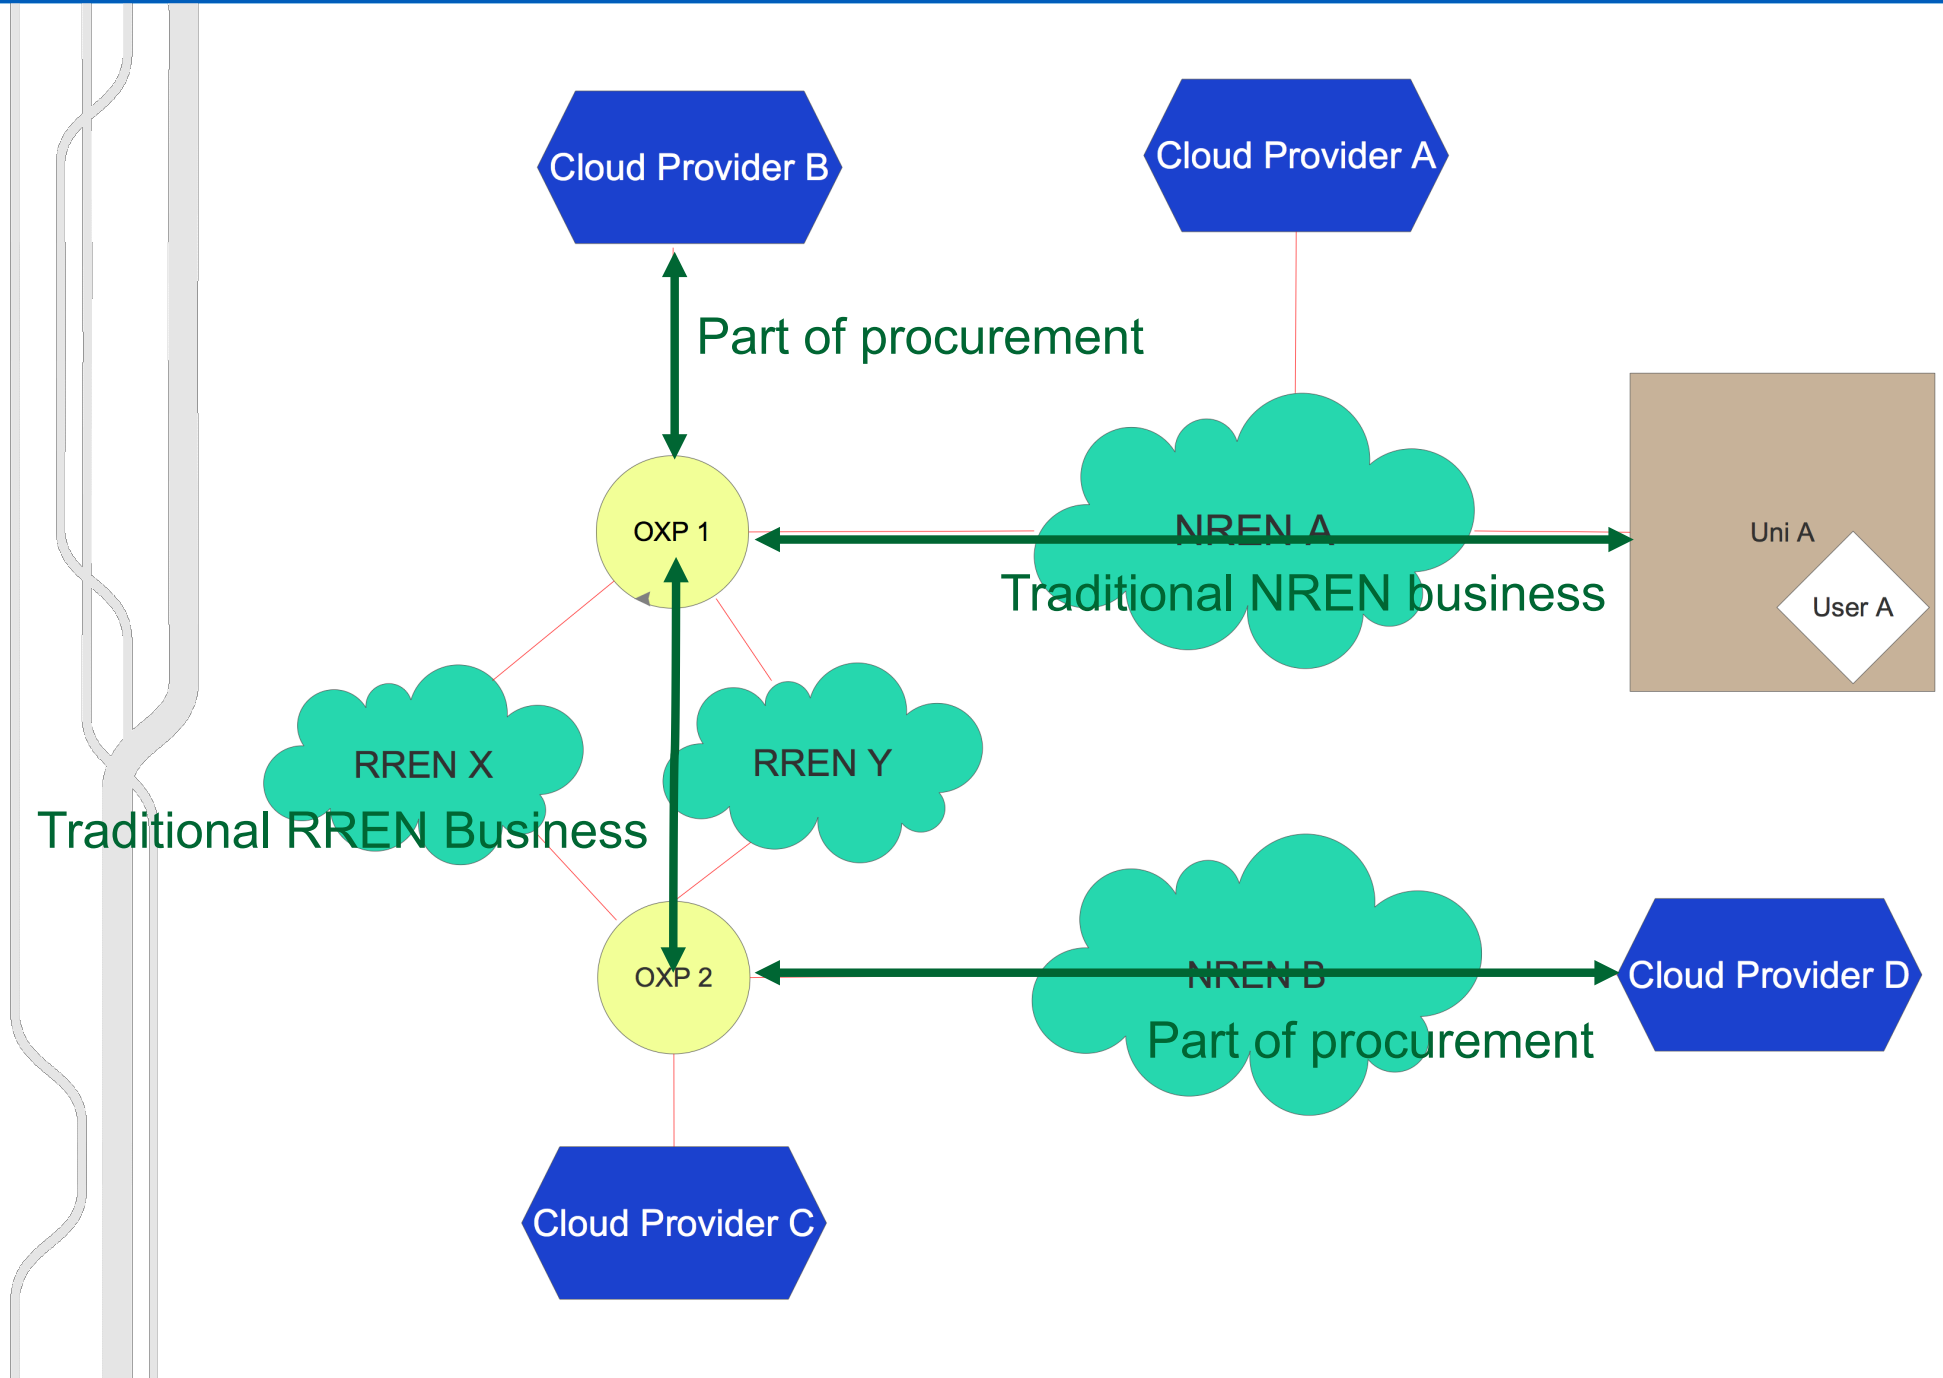 Cloud Provider B
Cloud Provider A
Part of procurement
OXP 1
NREN A
Uni A
Traditional NREN business
User A
RREN X
RREN Y
Traditional RREN Business
OXP 2
NREN B
Cloud Provider D
Part of procurement
Cloud Provider C